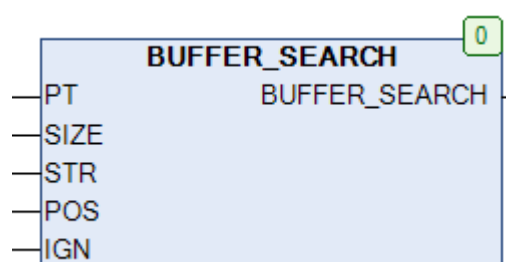 0
BUFFER_SEARCH
PT BUFFER_SEARCH
SIZE
STR
POS
IGN